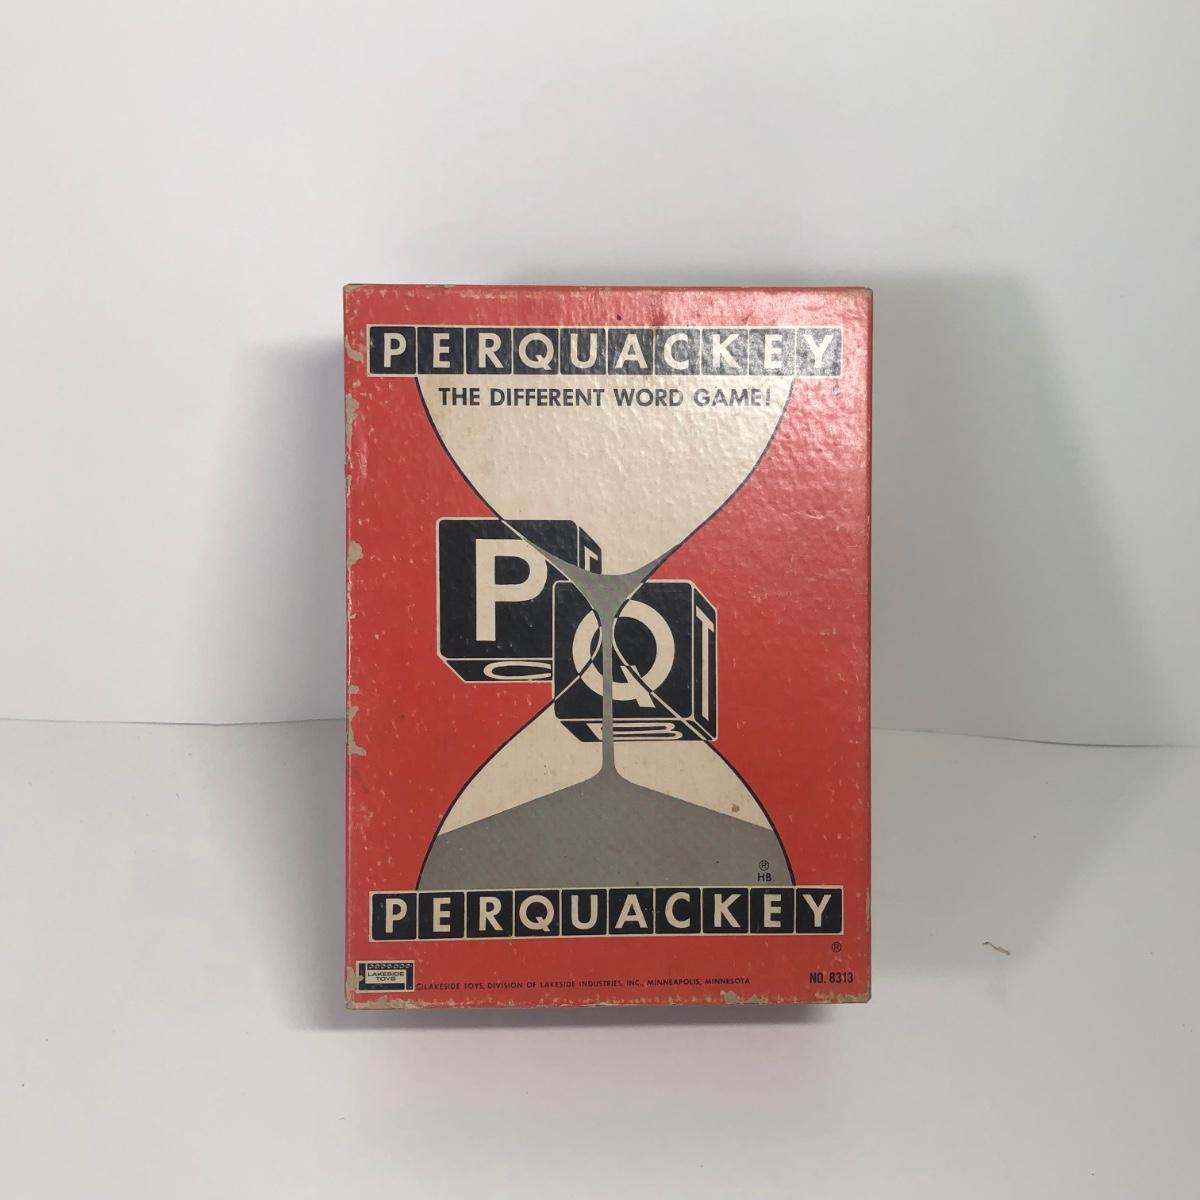 PERQUACKEY
THE DIFFERENT WORD GAME!
P
C
Q
T
B
®
HB
PERQUACKEY
®
LAKESIDE
TOYS
©LAKESIDE TOYS, DIVISION OF LAKESIDE INDUSTRIES, INC., MINNEAPOLIS, MINNESOTA
NO. 8313